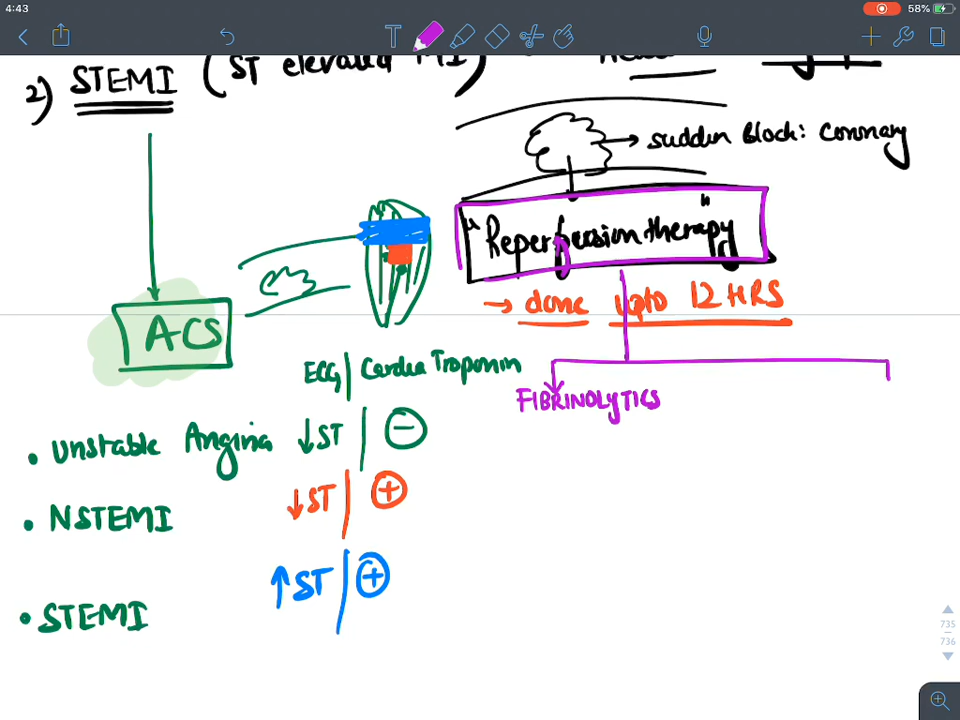 4:43
58%
2) STEMI (ST elevated MI)
→ sudden Block: Coronary
"Reperfusion therapy"
→ done upto 12 HRS
ACS
ECG | Cardiac Troponin
FIBRINOLYTICS
• Unstable Angina ↓ST | ⊖
• NSTEMI ↓ST | ⊕
• STEMI ↑ST | ⊕
735
736